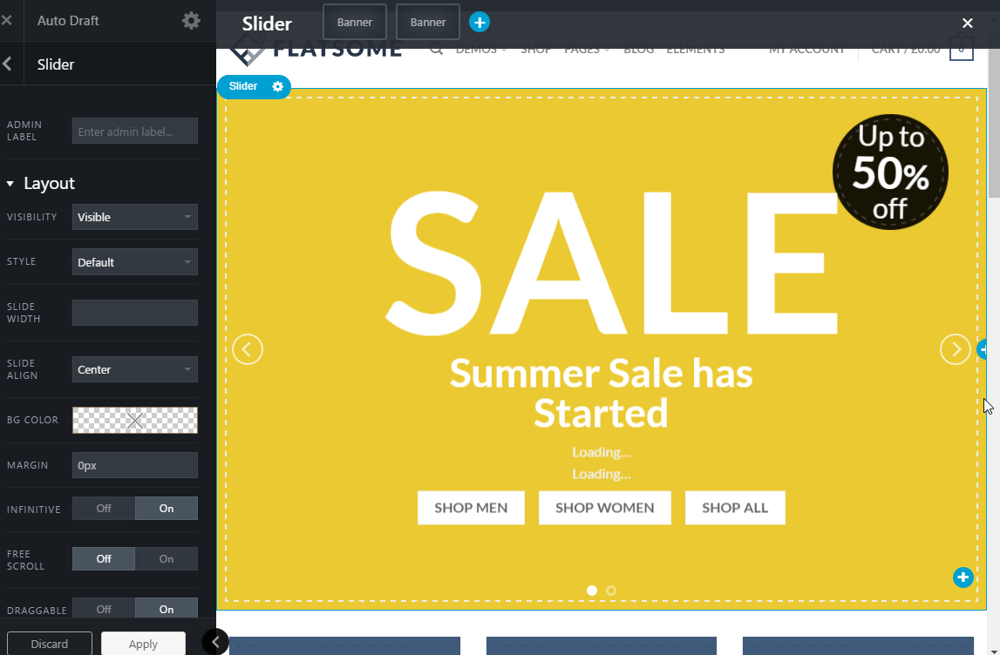 Auto Draft
Slider
ADMIN
LABEL
Enter admin label...
Layout
VISIBILITY
Visible
STYLE
Default
SLIDE
WIDTH
SLIDE
ALIGN
Center
BG COLOR
MARGIN
0px
INFINITIVE
Off
On
FREE
SCROLL
Off
On
DRAGGABLE
Off
On
Discard
Apply
Slider
Banner
Banner
FLATSOME
DEMOS
SHOP
PAGES
BLOG
ELEMENTS
MY ACCOUNT
CART / £0.00
0
Slider
Up to
50%
off
SALE
Summer Sale has
Started
Loading...
Loading...
SHOP MEN
SHOP WOMEN
SHOP ALL